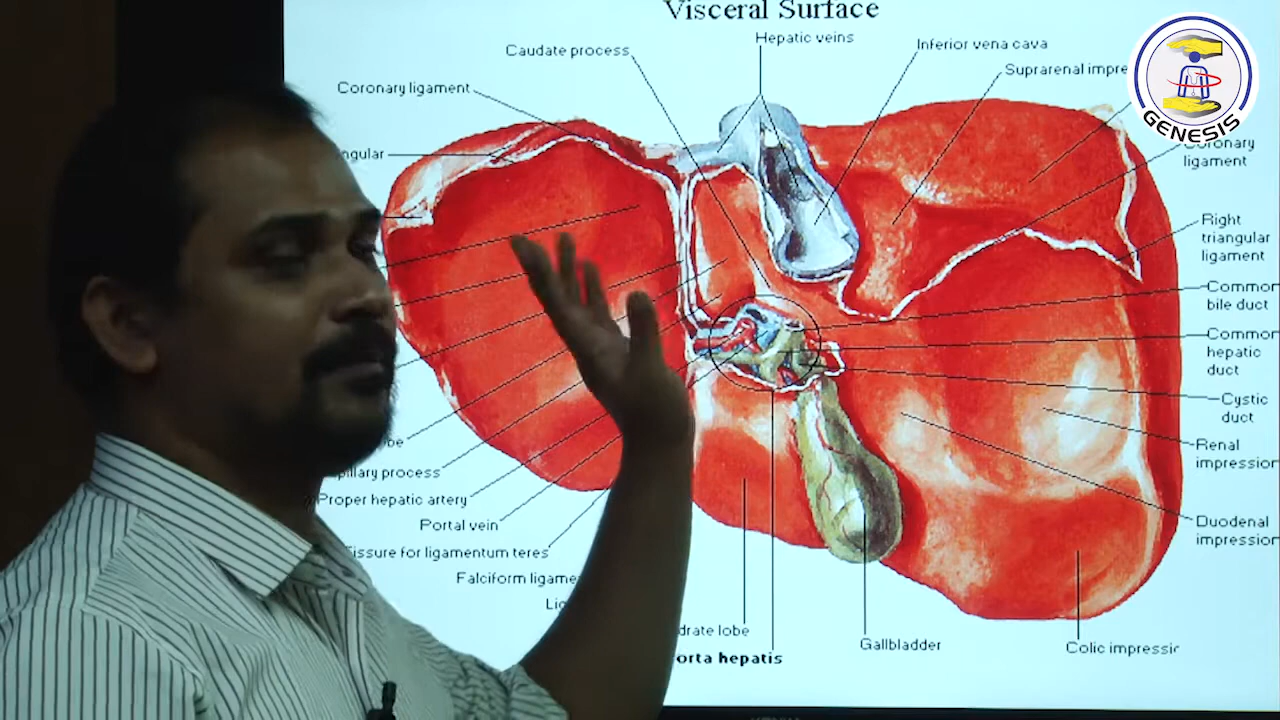 Visceral Surface
Hepatic veins
Caudate process
Inferior vena cava
Suprarenal impre
Coronary ligament
GENESIS
Coronary
ligament
ngular
Right
triangular
ligament
Common
bile duct
Common
hepatic
duct
Cystic
duct
Renal
impression
Duodenal
impression
pillary process
Proper hepatic artery
Portal vein
Fissure for ligamentum teres
Falciform ligame
drate lobe
orta hepatis
Gallbladder
Colic impressir